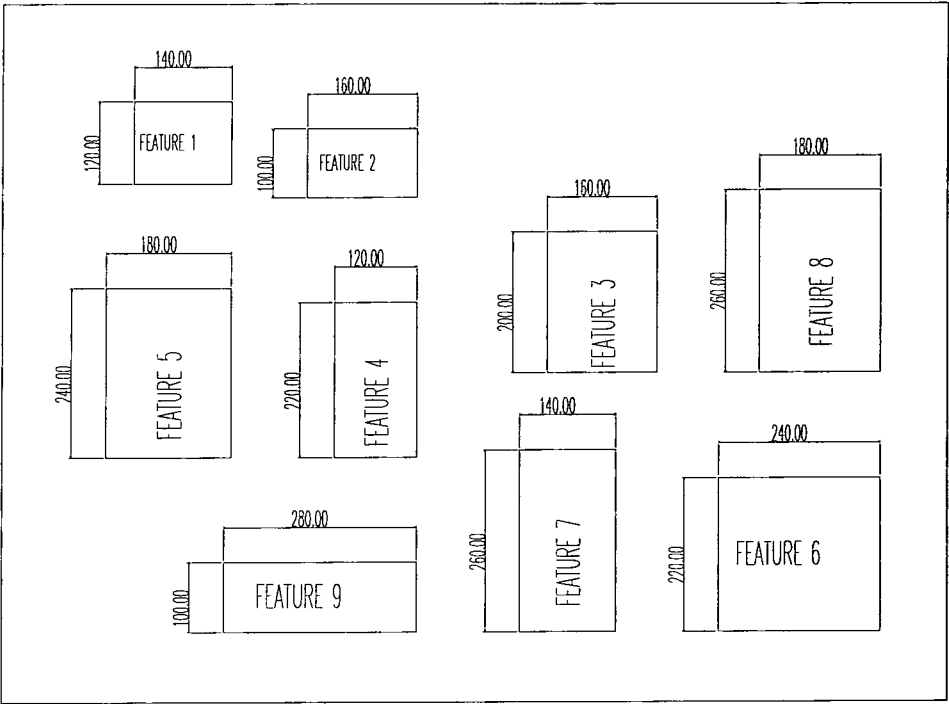 140.00
120.00
FEATURE 1
160.00
100.00
FEATURE 2
160.00
200.00
FEATURE 3
180.00
260.00
FEATURE 8
180.00
240.00
FEATURE 5
120.00
220.00
FEATURE 4
140.00
260.00
FEATURE 7
240.00
220.00
FEATURE 6
280.00
100.00
FEATURE 9